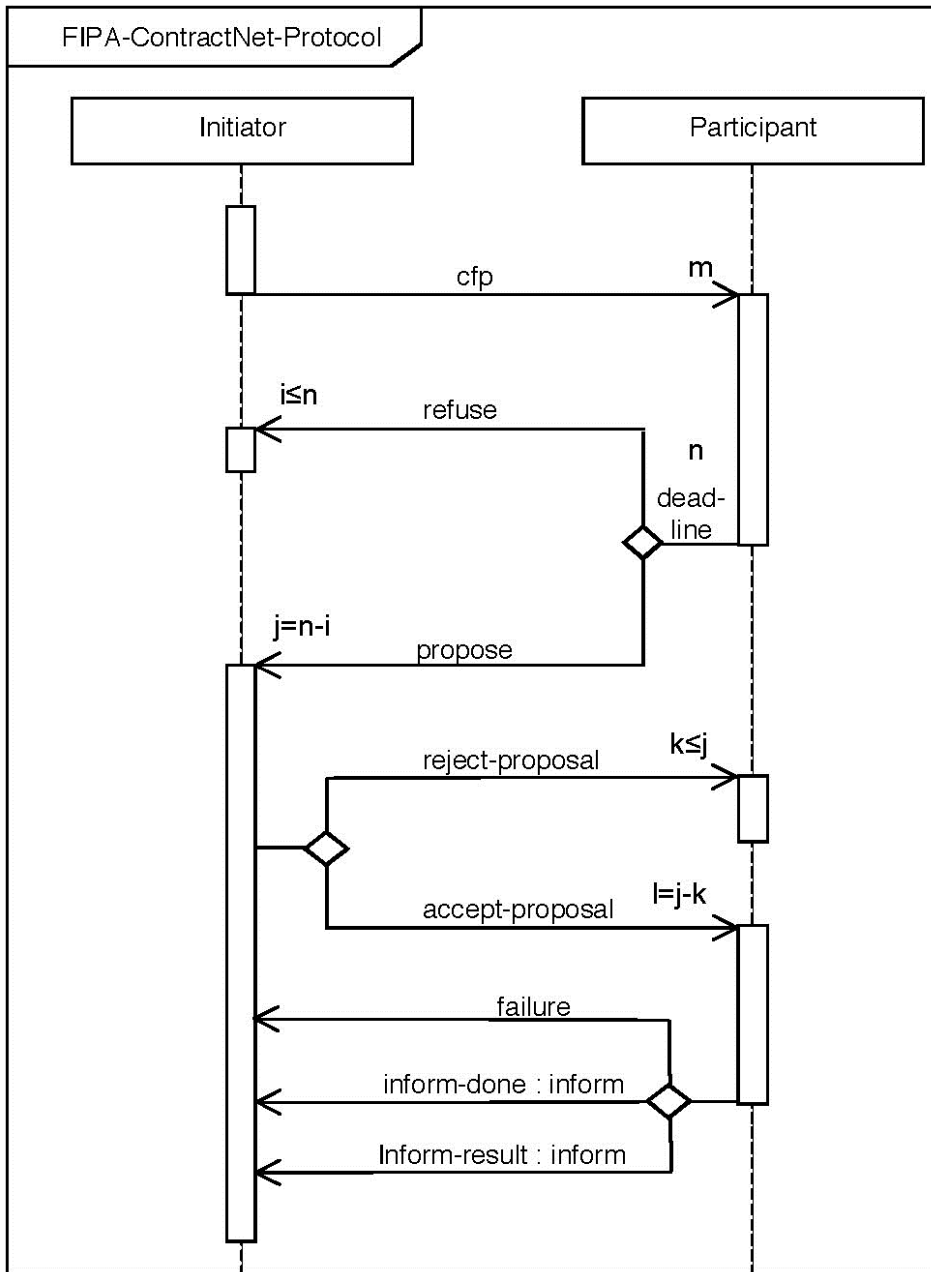 FIPA-ContractNet-Protocol
Initiator
Participant
cfp
m
i≤n
refuse
n
dead-
line
j=n-i
propose
reject-proposal
k≤j
accept-proposal
l=j-k
failure
inform-done : inform
Inform-result : inform